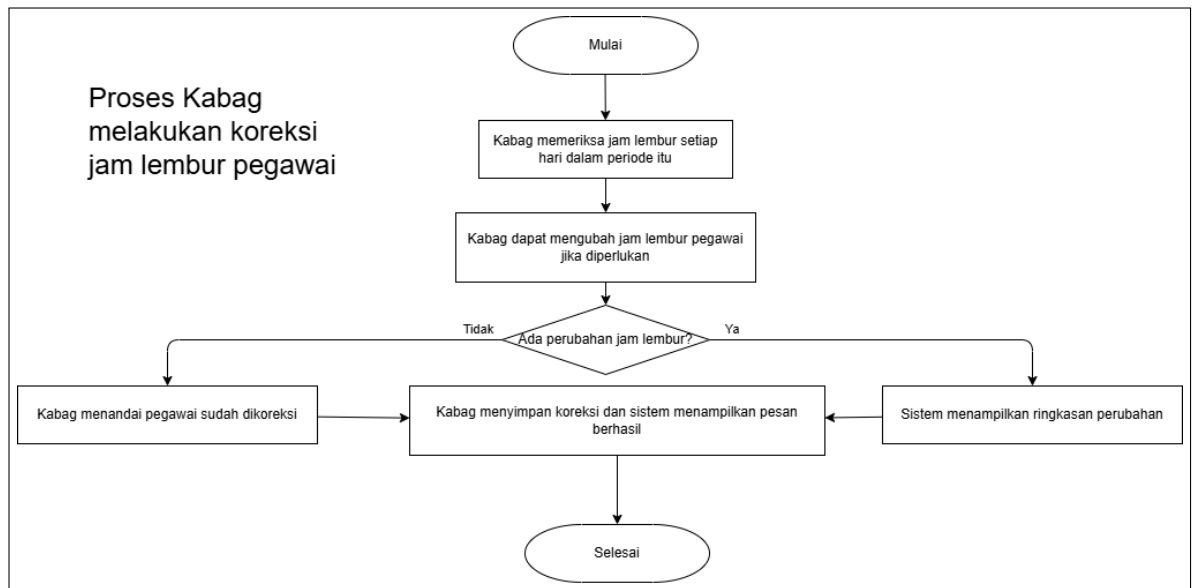 Mulai
Proses Kabag
melakukan koreksi
jam lembur pegawai
Kabag memeriksa jam lembur setiap
hari dalam periode itu
Kabag dapat mengubah jam lembur pegawai
jika diperlukan
Tidak
Ada perubahan jam lembur?
Ya
Kabag menandai pegawai sudah dikoreksi
Kabag menyimpan koreksi dan sistem menampilkan pesan
berhasil
Sistem menampilkan ringkasan perubahan
Selesai